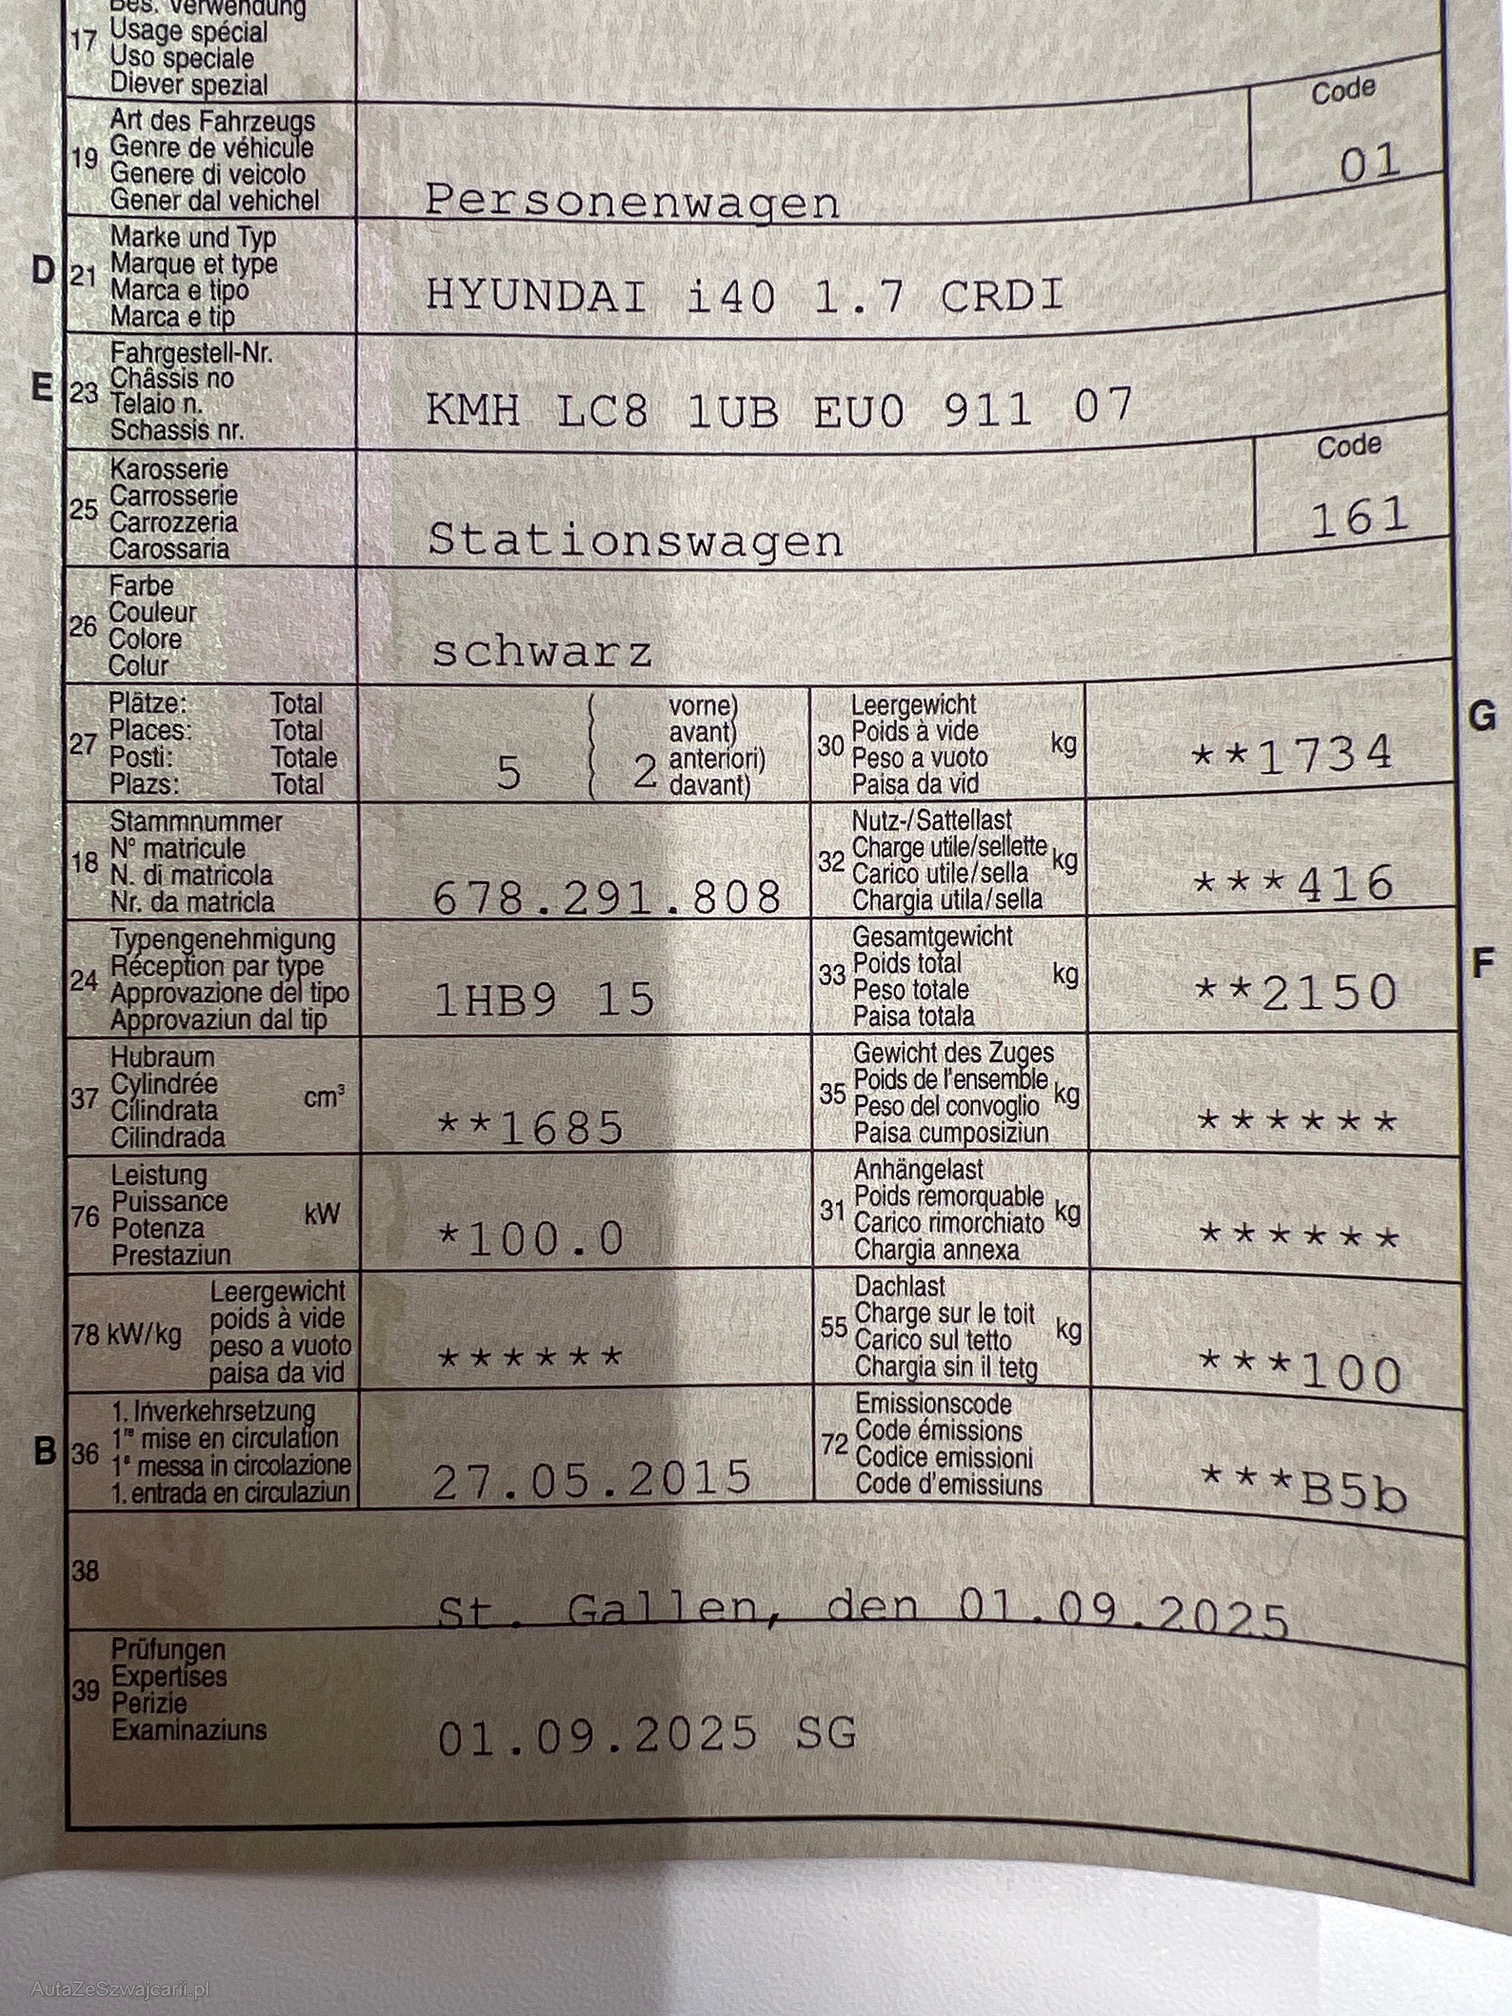 Bes. Verwendung
17 Usage spécial
Uso speciale
Diever spezial
Art des Fahrzeugs Code
19 Genre de véhicule
Genere di veicolo 01
Gener dal vehichel Personenwagen
Marke und Typ
D 21 Marque et type
Marca e tipo HYUNDAI i40 1.7 CRDI
Marca e tip
Fahrgestell-Nr.
E 23 Châssis no
Telaio n. KMH LC8 1UB EU0 911 07
Schassis nr.
Karosserie Code
25 Carrosserie
Carrozzeria 161
Carossaria Stationswagen
Farbe
26 Couleur
Colore
Colur schwarz
Plätze: Total vorne)
27 Places: Total avant)
Posti: Totale anteriori)
Plazs: Total 5 ( ( 2 davant)
Leergewicht
30 Poids à vide kg G
Peso a vuoto **1734
Paisa da vid
Stammnummer
18 N° matricule
N. di matricola
Nr. da matricla 678.291.808
Nutz-/Sattellast
32 Charge utile/sellette kg
Carico utile/sella ***416
Chargia utila/sella
Typengenehmigung
24 Réception par type
Approvazione del tipo 1HB9 15
Approvaziun dal tip
Gesamtgewicht
33 Poids total kg F
Peso totale **2150
Paisa totala
Hubraum
37 Cylindrée cm³
Cilindrata
Cilindrada **1685
Gewicht des Zuges
35 Poids de l'ensemble kg
Peso del convoglio ******
Paisa cumposiziun
Leistung
76 Puissance kW
Potenza *100.0
Prestaziun
Anhängelast
31 Poids remorquable kg
Carico rimorchiato ******
Chargia annexa
Leergewicht
78 kW/kg poids à vide
peso a vuoto ******
paisa da vid
Dachlast
55 Charge sur le toit kg
Carico sul tetto ***100
Chargia sin il tetg
1. Inverkehrsetzung
B 36 1re mise en circulation
1a messa in circolazione 27.05.2015
1. entrada en circulaziun
Emissionscode
72 Code émissions
Codice emissioni ***B5b
Code d'emissiuns
38
St. Gallen, den 01.09.2025
Prüfungen
39 Expertises
Perizie
Examinaziuns 01.09.2025 SG
AutaZeSzwajcarii.pl